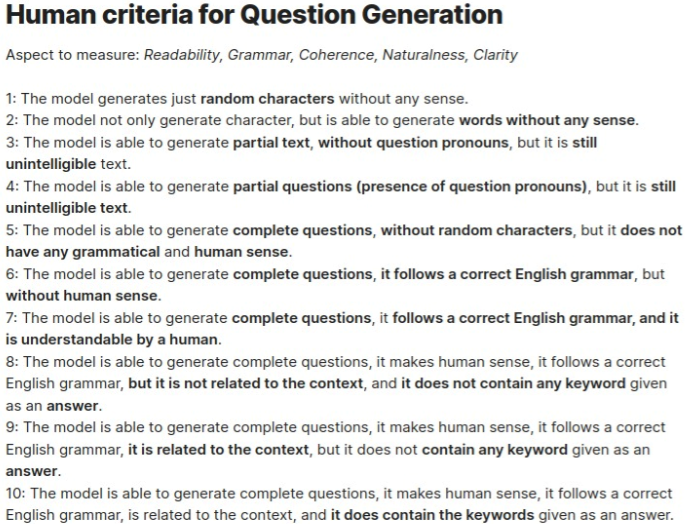 Human criteria for Question Generation
Aspect to measure: Readability, Grammar, Coherence, Naturalness, Clarity
1: The model generates just random characters without any sense.
2: The model not only generate character, but is able to generate words without any sense.
3: The model is able to generate partial text, without question pronouns, but it is still
unintelligible text.
4: The model is able to generate partial questions (presence of question pronouns), but it is still
unintelligible text.
5: The model is able to generate complete questions, without random characters, but it does not
have any grammatical and human sense.
6: The model is able to generate complete questions, it follows a correct English grammar, but
without human sense.
7: The model is able to generate complete questions, it follows a correct English grammar, and it
is understandable by a human.
8: The model is able to generate complete questions, it makes human sense, it follows a correct
English grammar, but it is not related to the context, and it does not contain any keyword given
as an answer.
9: The model is able to generate complete questions, it makes human sense, it follows a correct
English grammar, it is related to the context, but it does not contain any keyword given as an
answer.
10: The model is able to generate complete questions, it makes human sense, it follows a correct
English grammar, is related to the context, and it does contain the keywords given as an answer.